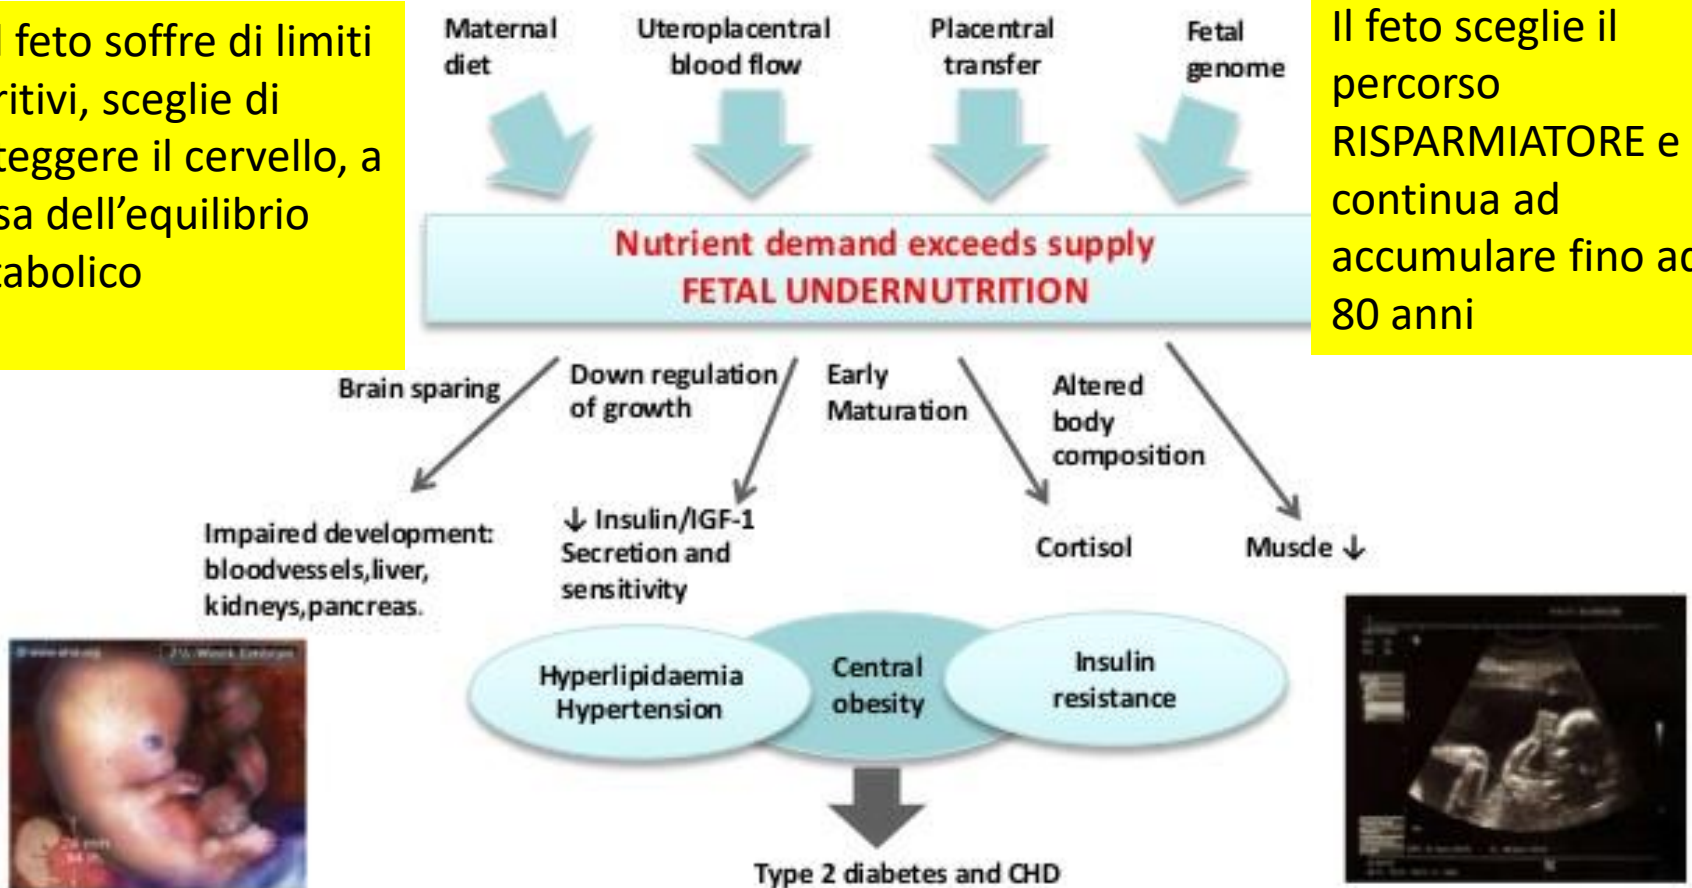 l feto soffre di limiti
ritivi, sceglie di
teggere il cervello, a
sa dell’equilibrio
tabolico
Maternal
diet
Uteroplacentral
blood flow
Placentral
transfer
Fetal
genome
Il feto sceglie il
percorso
RISPARMIATORE e
continua ad
accumulare fino ad
80 anni
Nutrient demand exceeds supply
FETAL UNDERNUTRITION
Brain sparing
Down regulation
of growth
Early
Maturation
Altered
body
composition
Impaired development:
bloodvessels,liver,
kidneys,pancreas.
↓ Insulin/IGF-1
Secretion and
sensitivity
Cortisol
Muscle ↓
Hyperlipidaemia
Hypertension
Central
obesity
Insulin
resistance
Type 2 diabetes and CHD